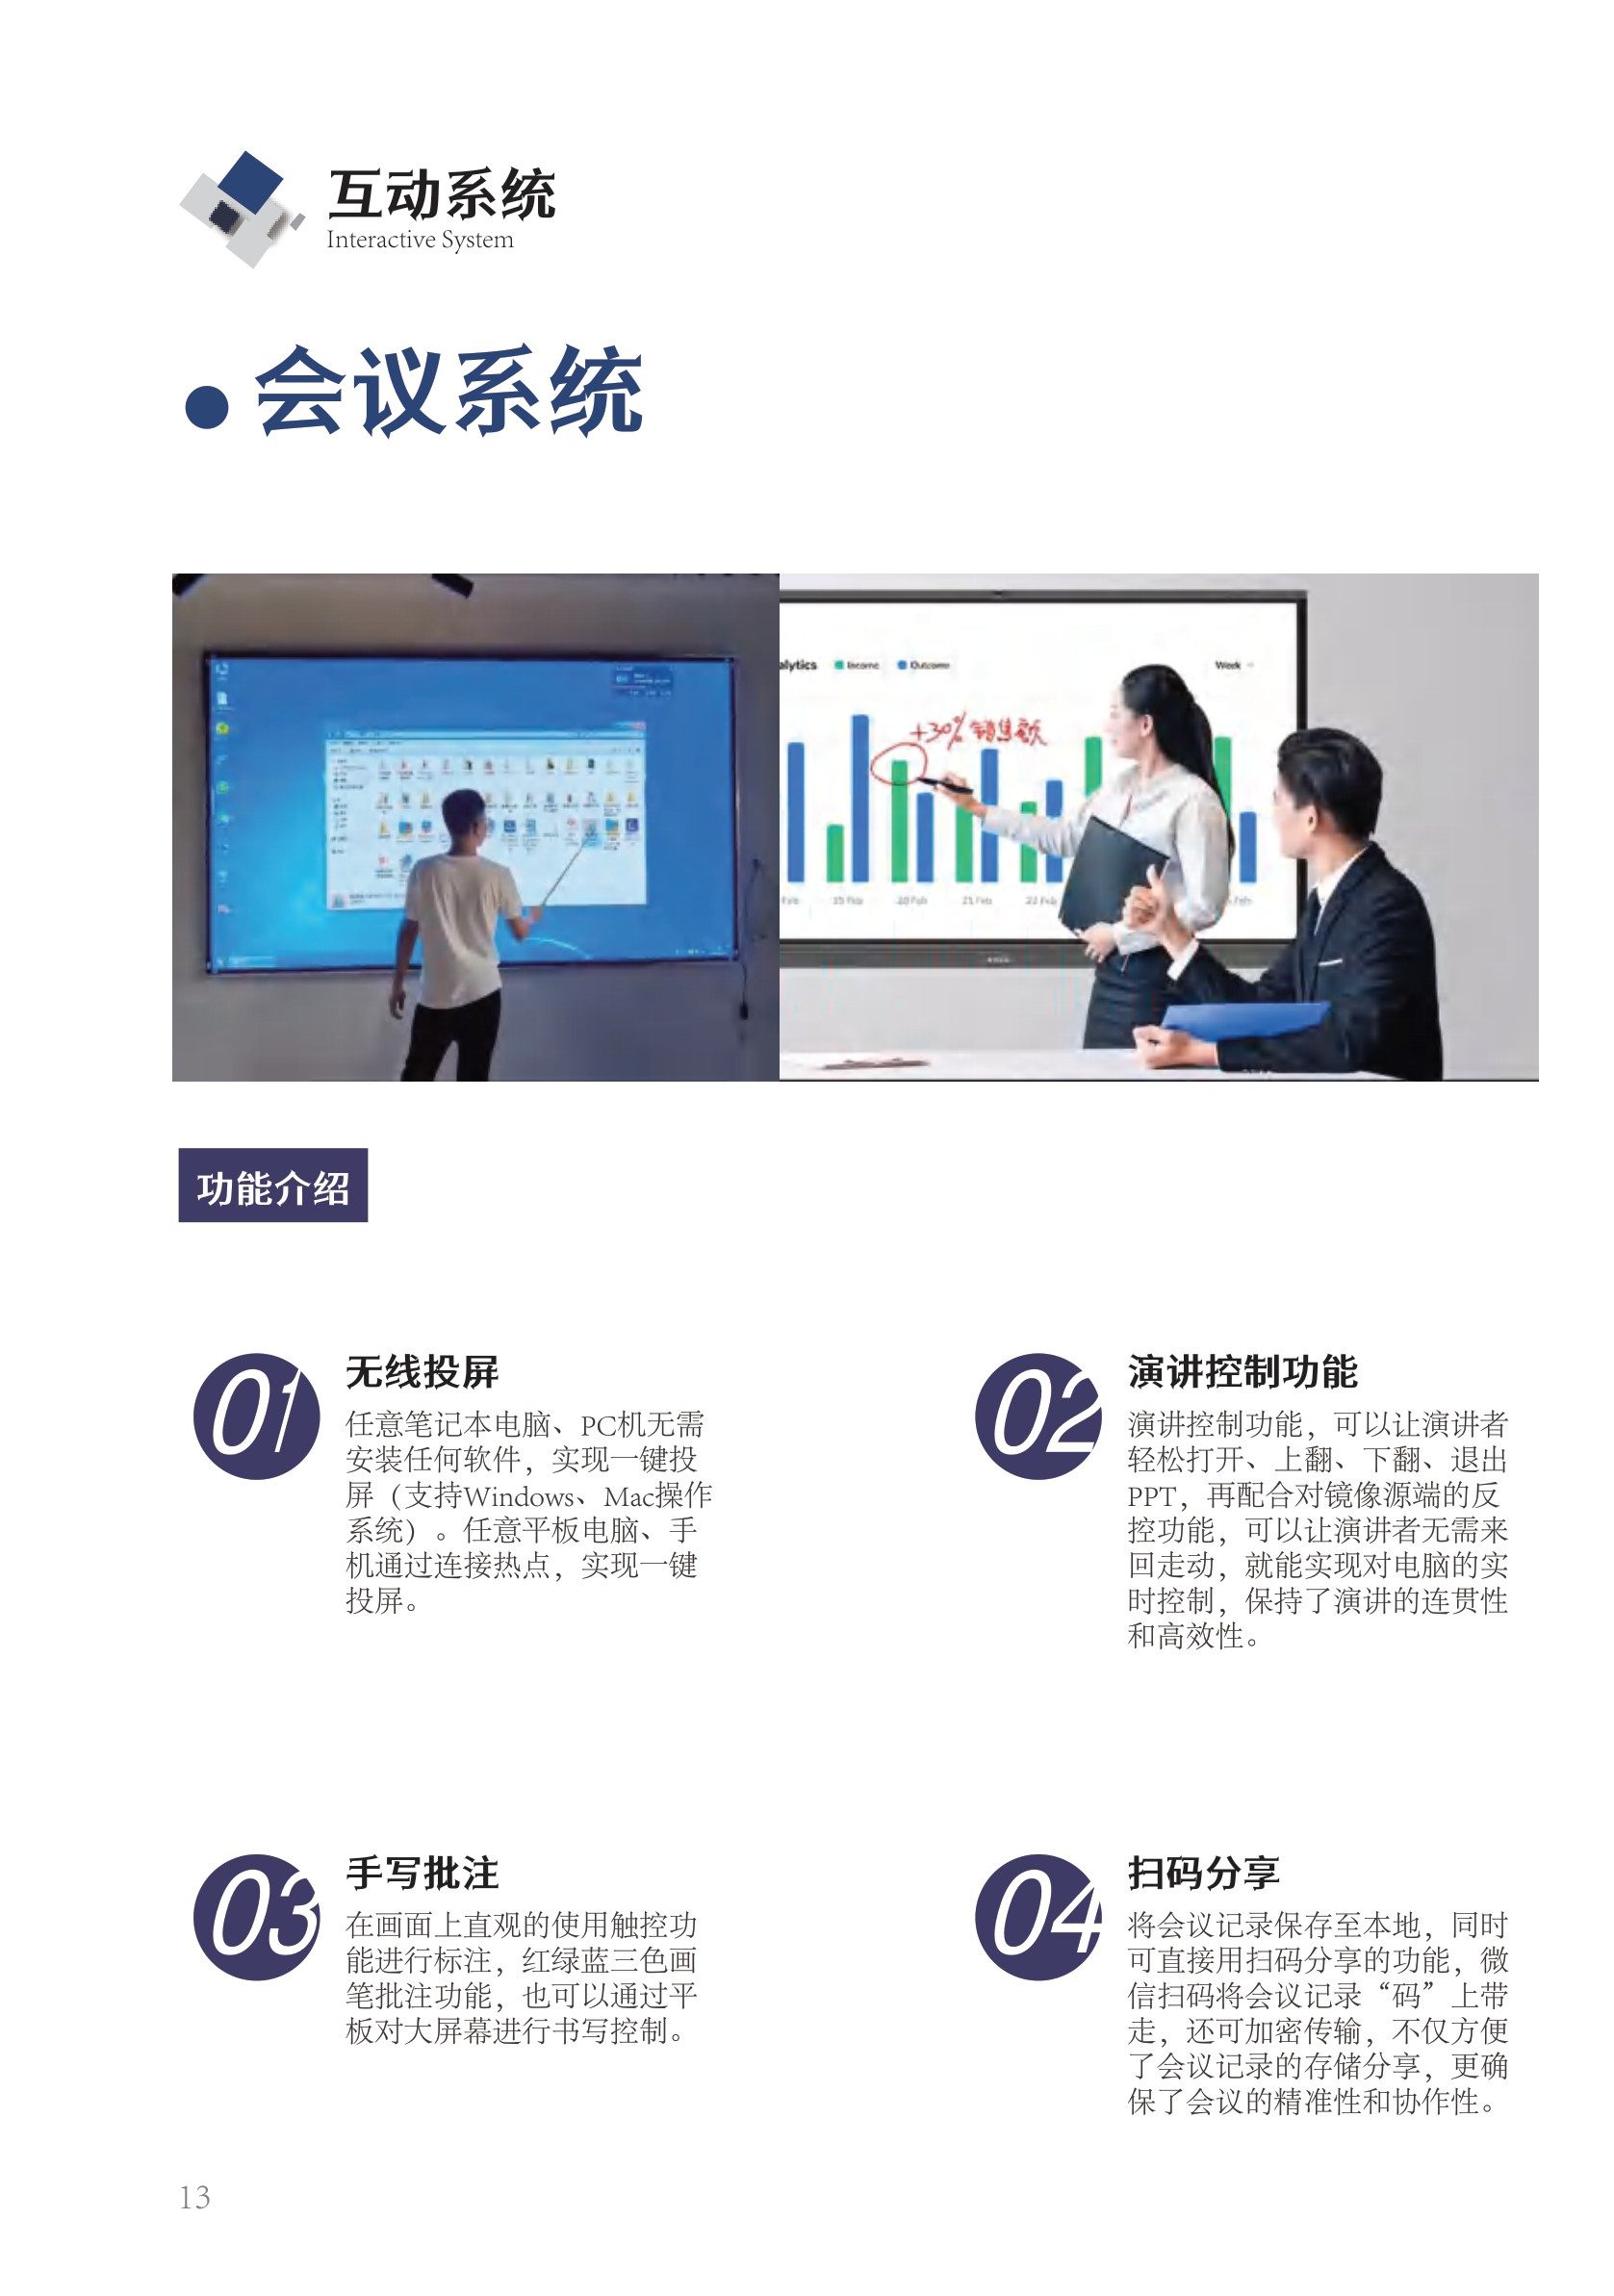 互动系统
Interactive System
会议系统
alytics
Income
Outcome
Week
+30% 销售额
20 Feb
21 Feb
功能介绍
01
无线投屏
任意笔记本电脑、PC机无需
安装任何软件，实现一键投
屏（支持Windows、Mac操作
系统）。任意平板电脑、手
机通过连接热点，实现一键
投屏。
02
演讲控制功能
演讲控制功能，可以让演讲者
轻松打开、上翻、下翻、退出
PPT，再配合对镜像源端的反
控功能，可以让演讲者无需来
回走动，就能实现对电脑的实
时控制，保持了演讲的连贯性
和高效性。
03
手写批注
在画面上直观的使用触控功
能进行标注，红绿蓝三色画
笔批注功能，也可以通过平
板对大屏幕进行书写控制。
04
扫码分享
将会议记录保存至本地，同时
可直接用扫码分享的功能，微
信扫码将会议记录“码”上带
走，还可加密传输，不仅方便
了会议记录的存储分享，更确
保了会议的精准性和协作性。
13